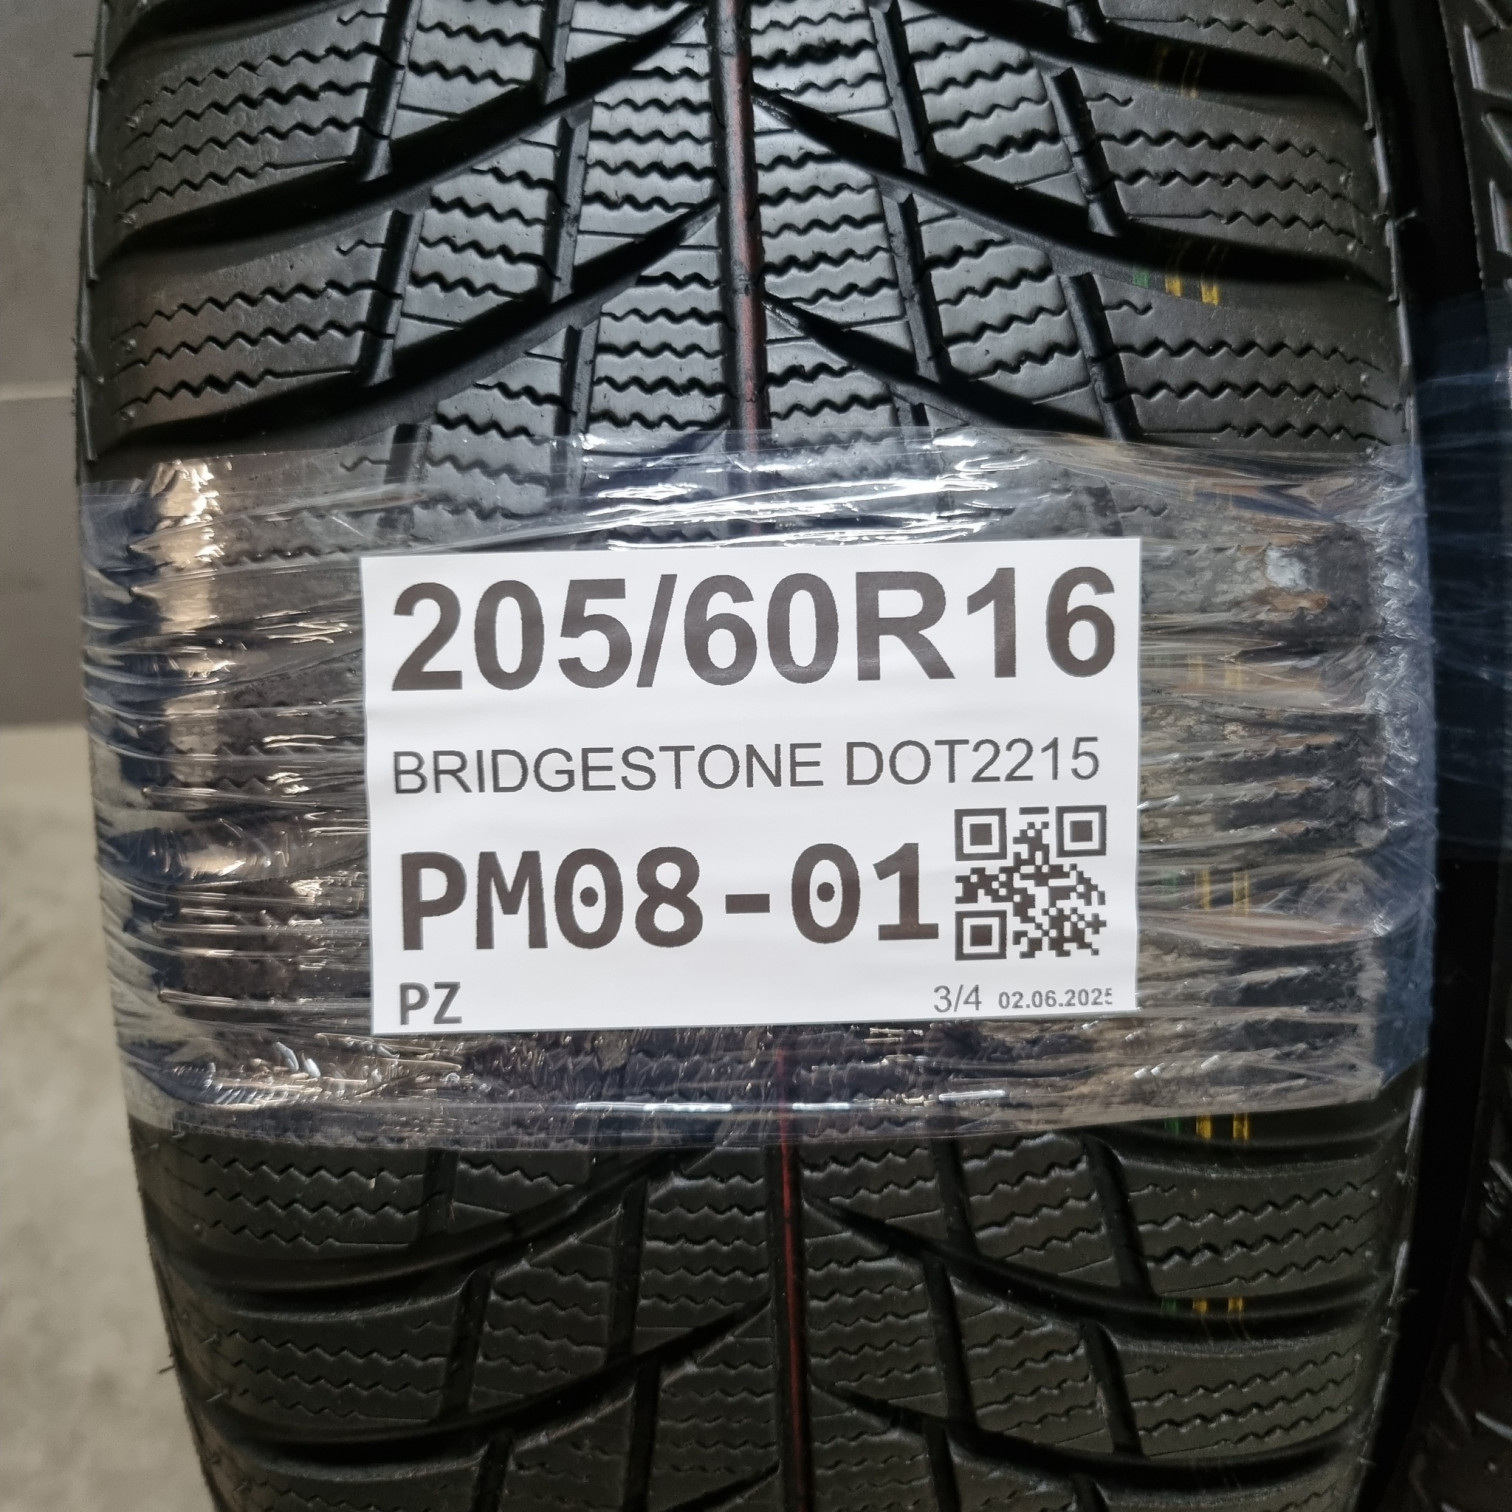 205/60R16
BRIDGESTONE DOT2215
PM08-01
PZ 3/4 02.06.2025